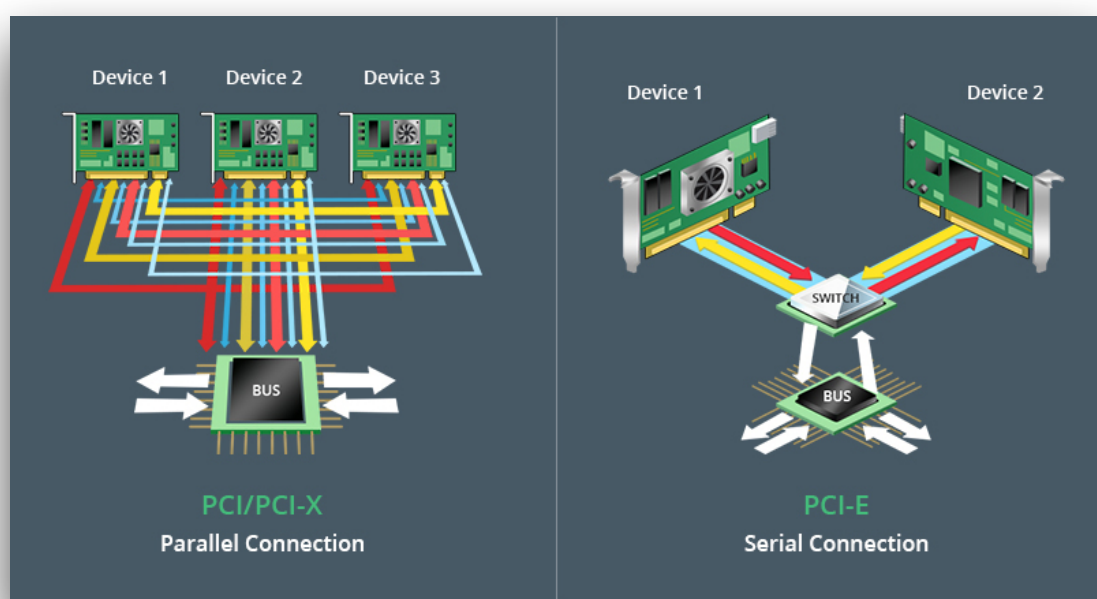 Device 1
Device 2
Device 3
BUS
PCI/PCI-X
Parallel Connection
Device 1
Device 2
SWITCH
BUS
PCI-E
Serial Connection